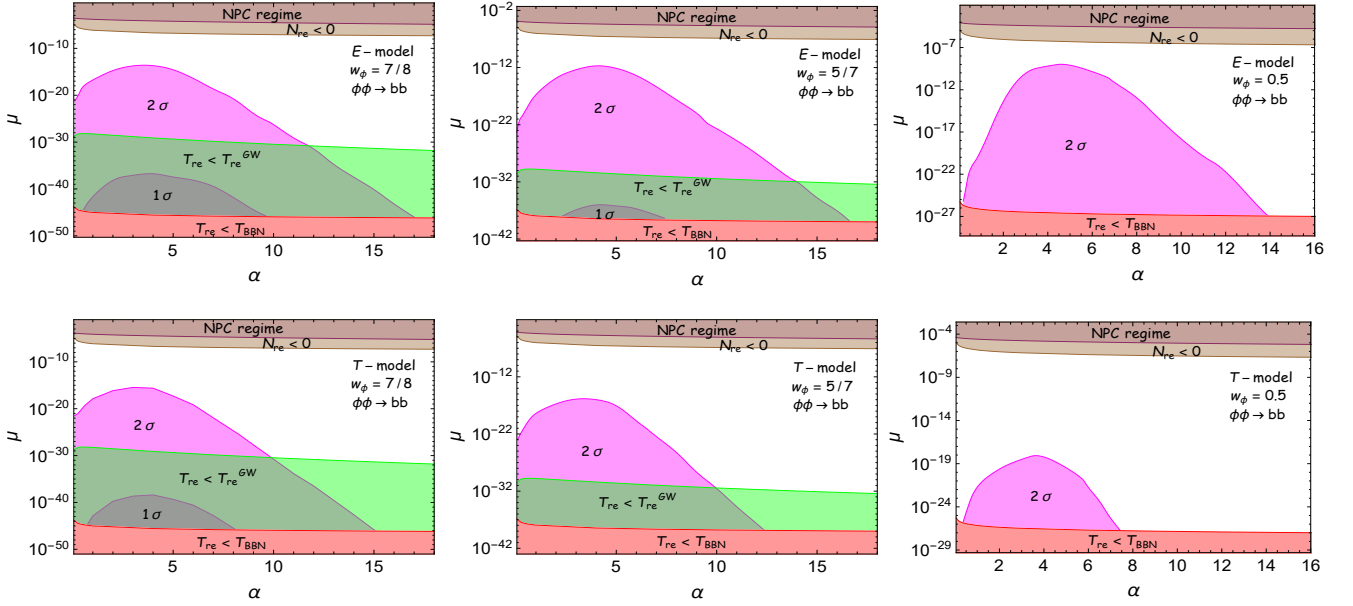 NPC regime
N_re < 0
E – model
w_ϕ = 7/8
ϕϕ → bb
2 σ
T_re < T_re^GW
1 σ
T_re < T_BBN
10^-10
10^-20
10^-30
10^-40
10^-50
μ
5
10
15
α
NPC regime
N_re < 0
E – model
w_ϕ = 5/7
ϕϕ → bb
2 σ
T_re < T_re^GW
1 σ
T_re < T_BBN
10^-2
10^-12
10^-22
10^-32
10^-42
μ
5
10
15
α
NPC regime
N_re < 0
E – model
w_ϕ = 0.5
ϕϕ → bb
2 σ
T_re < T_BBN
10^-7
10^-12
10^-17
10^-22
10^-27
μ
2
4
6
8
10
12
14
16
α
NPC regime
N_re < 0
T – model
w_ϕ = 7/8
ϕϕ → bb
2 σ
T_re < T_re^GW
1 σ
T_re < T_BBN
10^-10
10^-20
10^-30
10^-40
10^-50
μ
5
10
15
α
NPC regime
N_re < 0
T – model
w_ϕ = 5/7
ϕϕ → bb
2 σ
T_re < T_re^GW
T_re < T_BBN
10^-12
10^-22
10^-32
10^-42
μ
5
10
15
α
NPC regime
N_re < 0
T – model
w_ϕ = 0.5
ϕϕ → bb
2 σ
T_re < T_BBN
10^-4
10^-9
10^-14
10^-19
10^-24
10^-29
μ
2
4
6
8
10
12
14
16
α